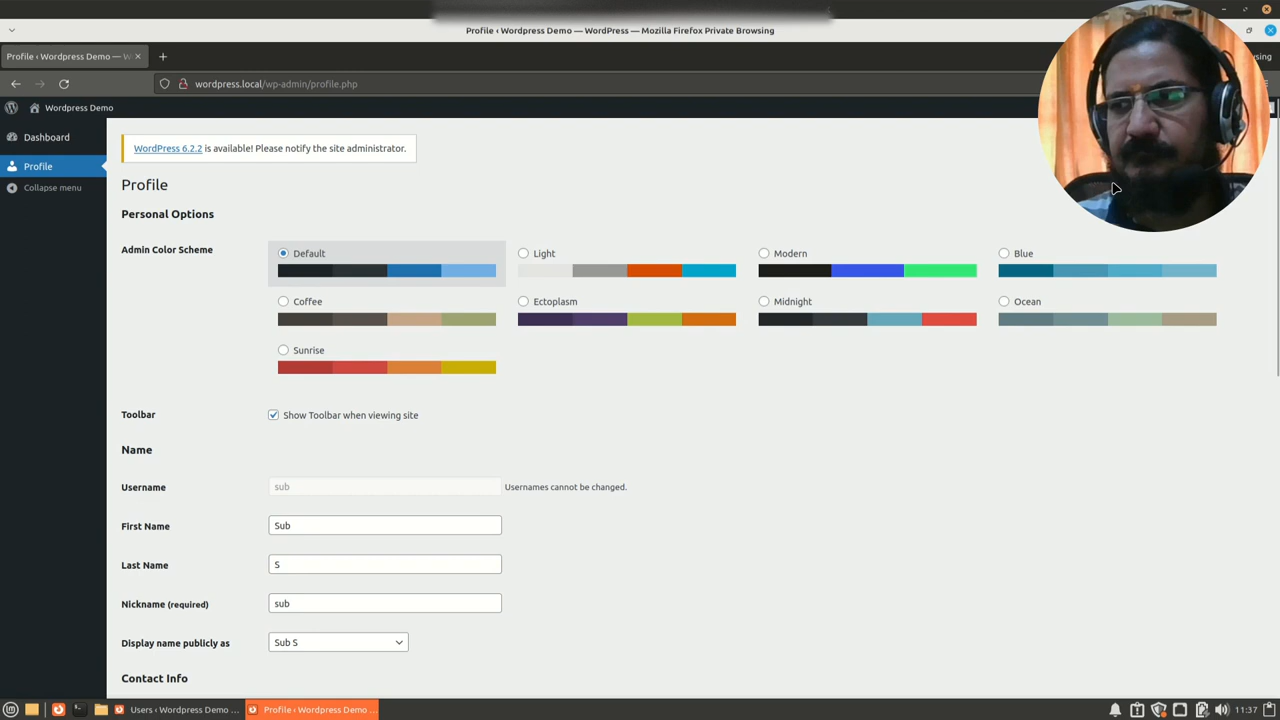 Profile ‹ Wordpress Demo — WordPress — Mozilla Firefox Private Browsing
Profile ‹ Wordpress Demo — W
wordpress.local/wp-admin/profile.php
Wordpress Demo
Dashboard
Profile
Collapse menu
WordPress 6.2.2 is available! Please notify the site administrator.
Profile
Personal Options
Admin Color Scheme
Default
Light
Modern
Blue
Coffee
Ectoplasm
Midnight
Ocean
Sunrise
Toolbar
Show Toolbar when viewing site
Name
Username
sub
Usernames cannot be changed.
First Name
Sub
Last Name
S
Nickname (required)
sub
Display name publicly as
Sub S
Contact Info
Users ‹ Wordpress Demo ...
Profile ‹ Wordpress Demo ...
11:37